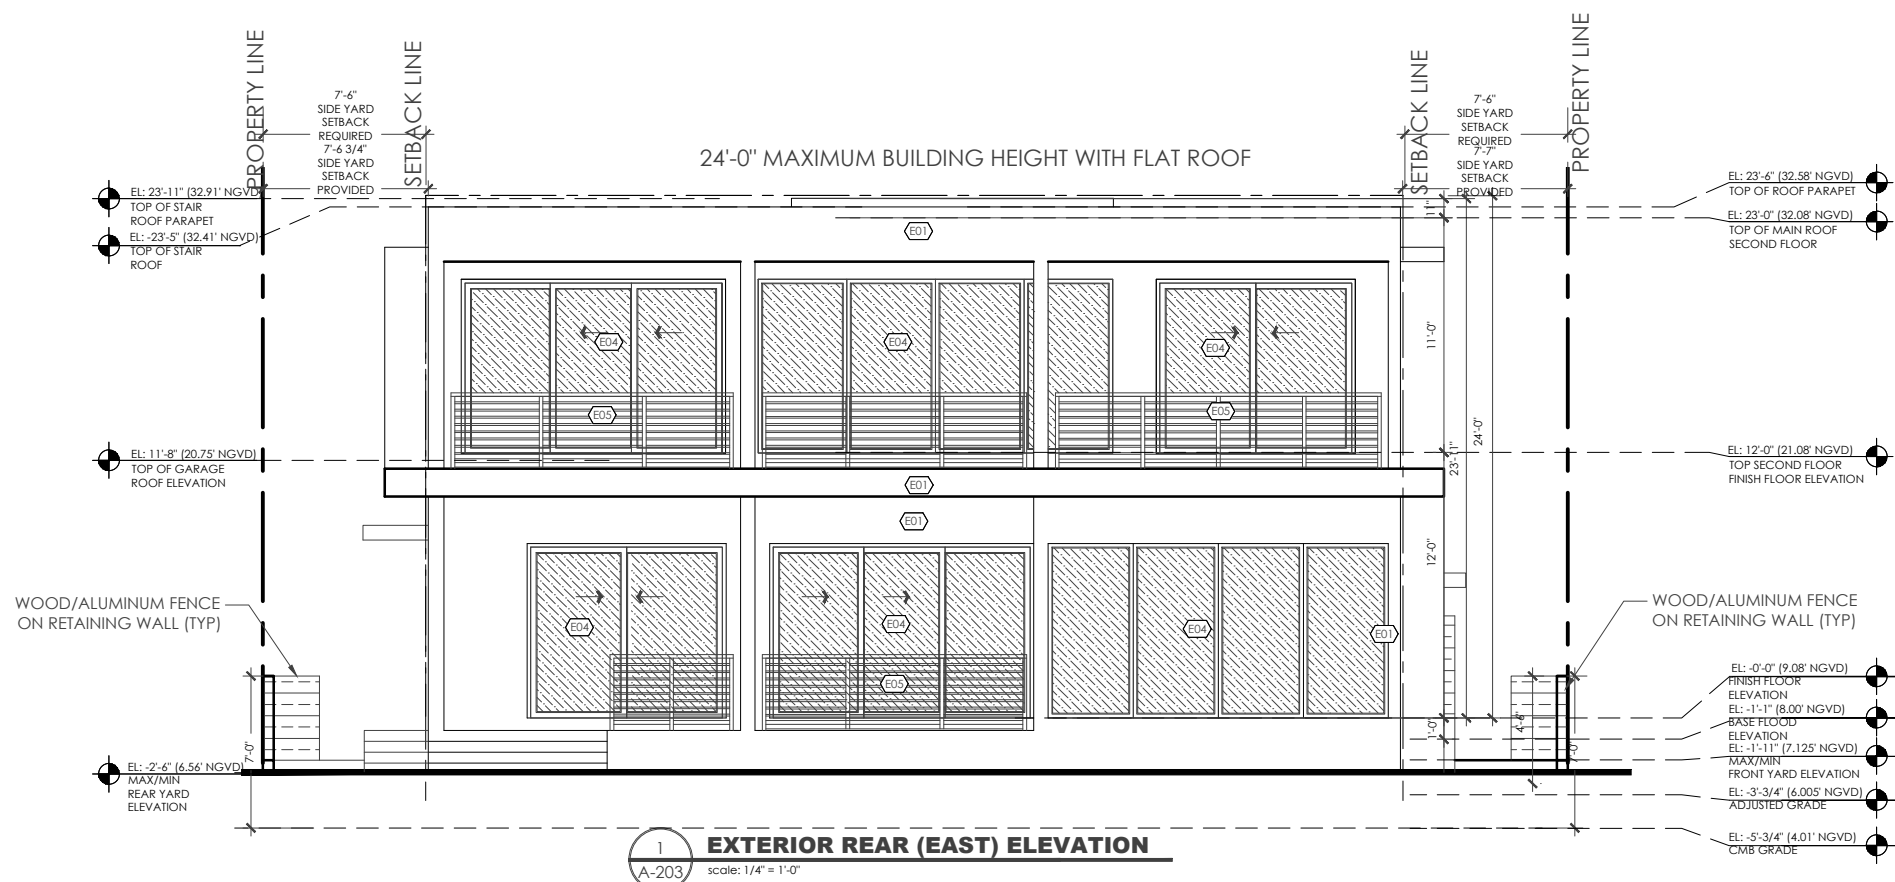 PROPERTY LINE
7'-6"
SIDE YARD
SETBACK
REQUIRED
7'-6 3/4"
SIDE YARD
SETBACK
PROVIDED
SETBACK LINE
24'-0" MAXIMUM BUILDING HEIGHT WITH FLAT ROOF
SETBACK LINE
7'-6"
SIDE YARD
SETBACK
REQUIRED
7'-7"
SIDE YARD
SETBACK
PROVIDED
PROPERTY LINE
EL: 23'-11" (32.91' NGVD)
TOP OF STAIR
ROOF PARAPET
EL: -23'-5" (32.41' NGVD)
TOP OF STAIR
ROOF
EL: 11'-8" (20.75' NGVD)
TOP OF GARAGE
ROOF ELEVATION
WOOD/ALUMINUM FENCE
ON RETAINING WALL (TYP)
7'-0"
EL: -2'-6" (6.56' NGVD)
MAX/MIN
REAR YARD
ELEVATION
E01
E04
E04
E04
E05
E05
E01
E01
E04
E04
E04
E01
E05
11"
11'-0"
12'-0"
1'-0"
23'-11"
24'-0"
4'-6"
EL: 23'-6" (32.58' NGVD)
TOP OF ROOF PARAPET
EL: 23'-0" (32.08' NGVD)
TOP OF MAIN ROOF
SECOND FLOOR
EL: 12'-0" (21.08' NGVD)
TOP SECOND FLOOR
FINISH FLOOR ELEVATION
WOOD/ALUMINUM FENCE
ON RETAINING WALL (TYP)
EL: -0'-0" (9.08' NGVD)
FINISH FLOOR
ELEVATION
EL: -1'-1" (8.00' NGVD)
BASE FLOOD
ELEVATION
EL: -1'-11" (7.125' NGVD)
MAX/MIN
FRONT YARD ELEVATION
EL: -3'-3/4" (6.005' NGVD)
ADJUSTED GRADE
EL: -5'-3/4" (4.01' NGVD)
CMB GRADE
1
A-203
EXTERIOR REAR (EAST) ELEVATION
scale: 1/4" = 1'-0"